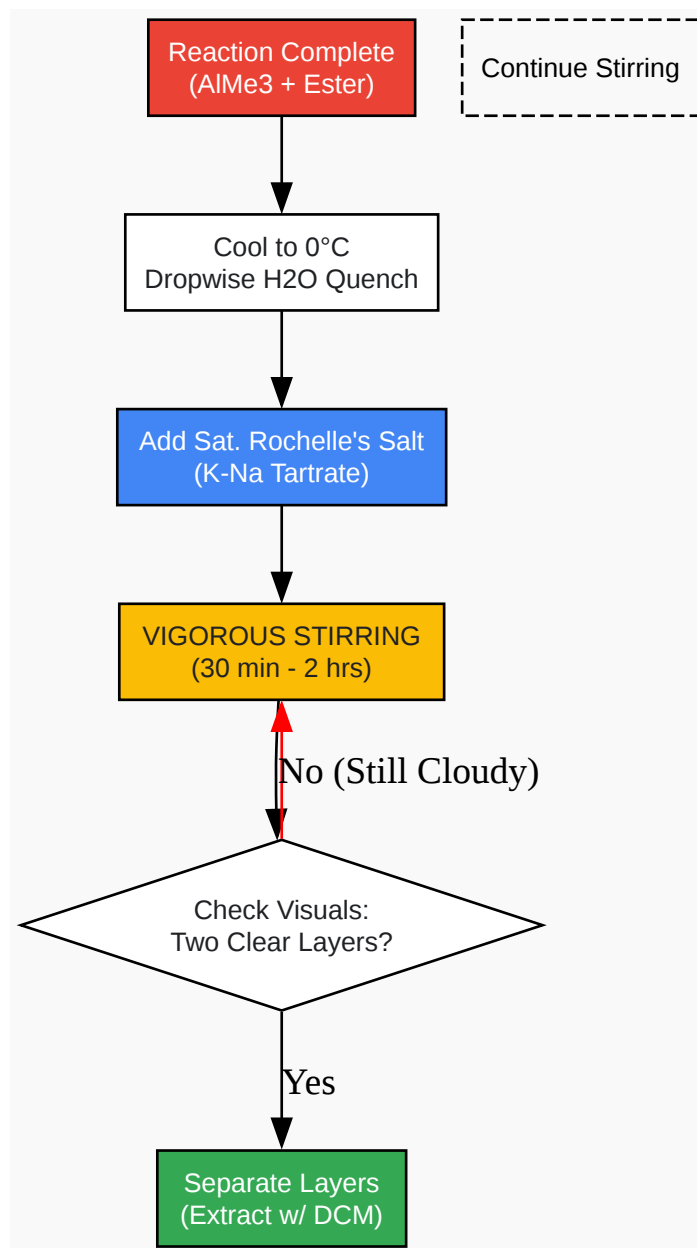 Reaction Complete
(AlMe3 + Ester)
Continue Stirring
Cool to 0°C
Dropwise H2O Quench
Add Sat. Rochelle's Salt
(K-Na Tartrate)
VIGOROUS STIRRING
(30 min - 2 hrs)
No (Still Cloudy)
Check Visuals:
Two Clear Layers?
Yes
Separate Layers
(Extract w/ DCM)